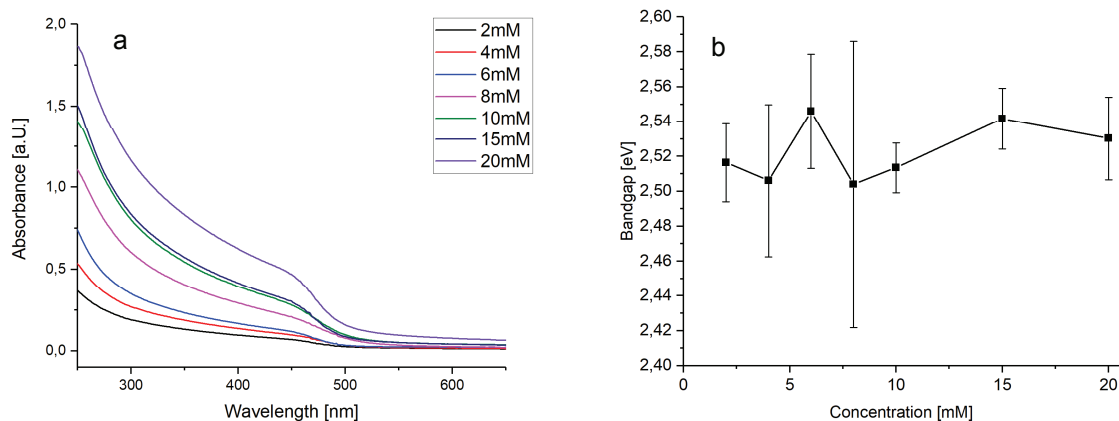 a
2,0
1,5
1,0
0,5
0,0
Absorbance [a.U.]
300
400
500
600
Wavelength [nm]
2mM
4mM
6mM
8mM
10mM
15mM
20mM
b
2,60
2,58
2,56
2,54
2,52
2,50
2,48
2,46
2,44
2,42
2,40
Bandgap [eV]
0
5
10
15
20
Concentration [mM]